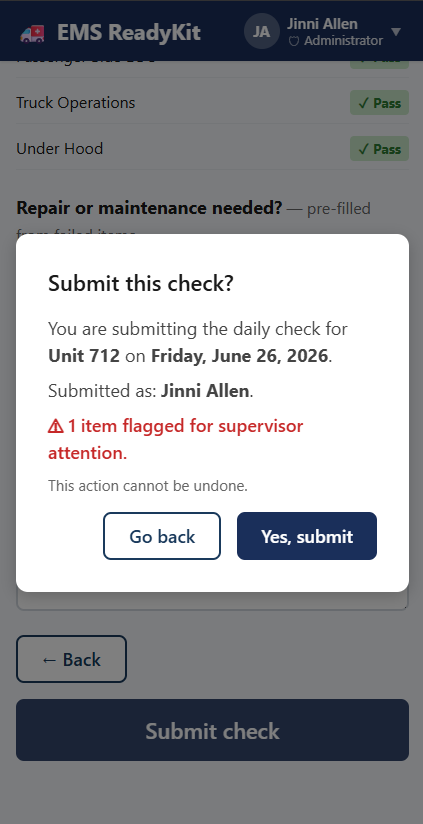 EMS ReadyKit
JA
Jinni Allen
Administrator
Truck Operations
✓ Pass
Under Hood
✓ Pass
Repair or maintenance needed? — pre-filled
Submit this check?
You are submitting the daily check for
Unit 712 on Friday, June 26, 2026.
Submitted as: Jinni Allen.
⚠ 1 item flagged for supervisor
attention.
This action cannot be undone.
Go back
Yes, submit
← Back
Submit check